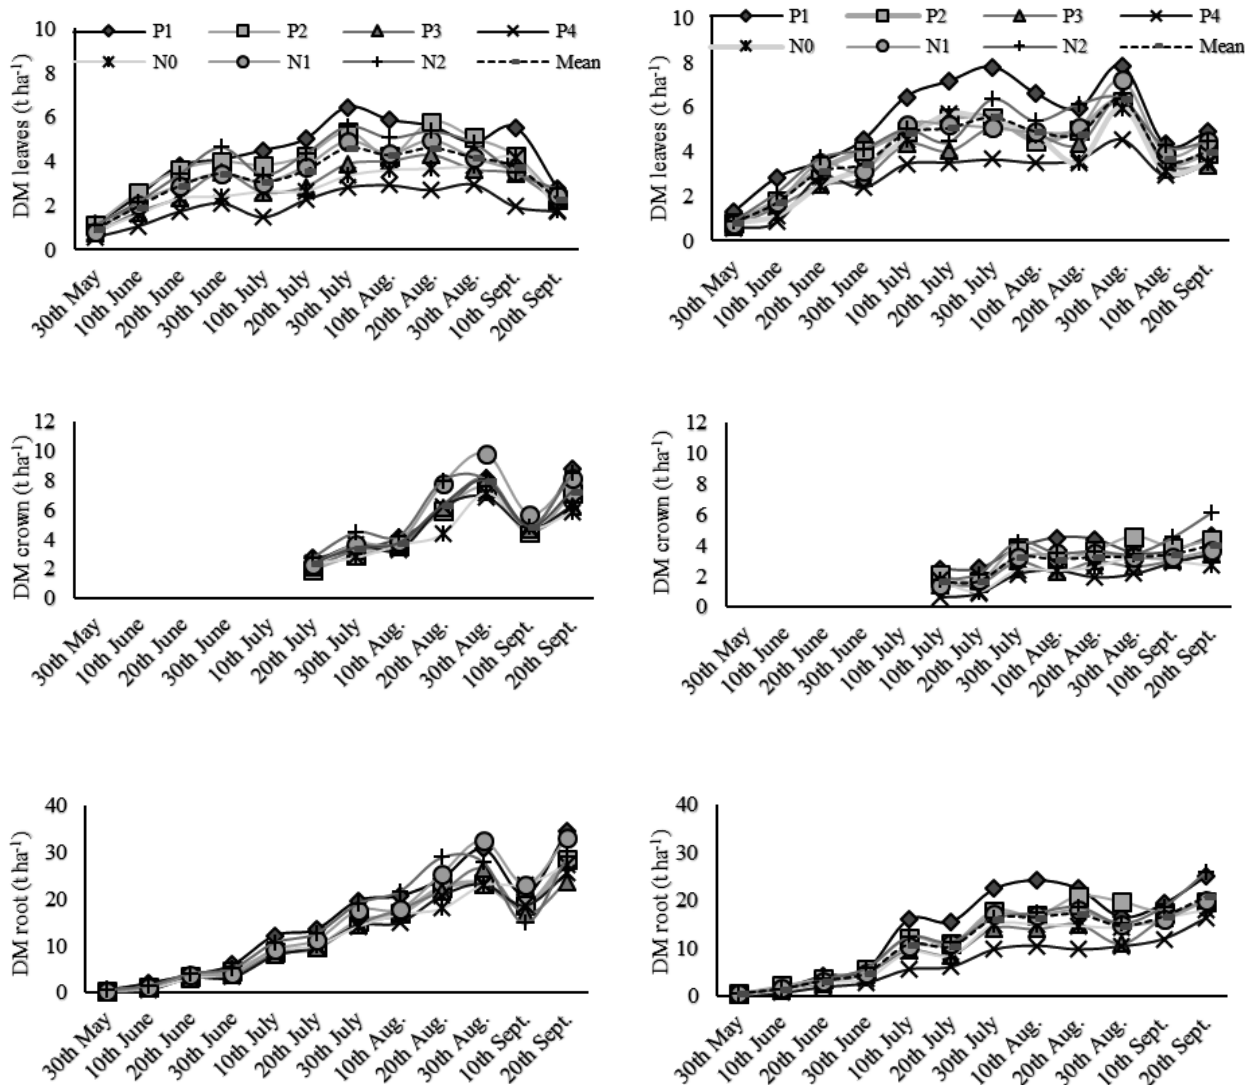 10
8
6
4
2
0
DM leaves (t ha⁻¹)
P1 P2 P3 P4
N0 N1 N2 Mean
30th May 10th June 20th June 30th June 10th July 20th July 30th July 10th Aug. 20th Aug. 30th Aug. 10th Sept. 20th Sept.
10
8
6
4
2
0
DM leaves (t ha⁻¹)
P1 P2 P3 P4
N0 N1 N2 Mean
30th May 10th June 20th June 30th June 10th July 20th July 30th July 10th Aug. 20th Aug. 30th Aug. 10th Aug. 20th Sept.
12
10
8
6
4
2
0
DM crown (t ha⁻¹)
30th May 10th June 20th June 30th June 10th July 20th July 30th July 10th Aug. 20th Aug. 30th Aug. 10th Sept. 20th Sept.
12
10
8
6
4
2
0
DM crown (t ha⁻¹)
30th May 10th June 20th June 30th June 10th July 10th July 20th July 30th July 10th Aug. 20th Aug. 30th Aug. 10th Sept. 20th Sept.
40
30
20
10
0
DM root (t ha⁻¹)
30th May 10th June 20th June 30th June 10th July 20th July 30th July 10th Aug. 20th Aug. 30th Aug. 10th Sept. 20th Sept.
40
30
20
10
0
DM root (t ha⁻¹)
30th May 10th June 20th June 30th June 10th July 20th July 30th July 10th Aug. 20th Aug. 30th Aug. 10th Sept. 20th Sept.